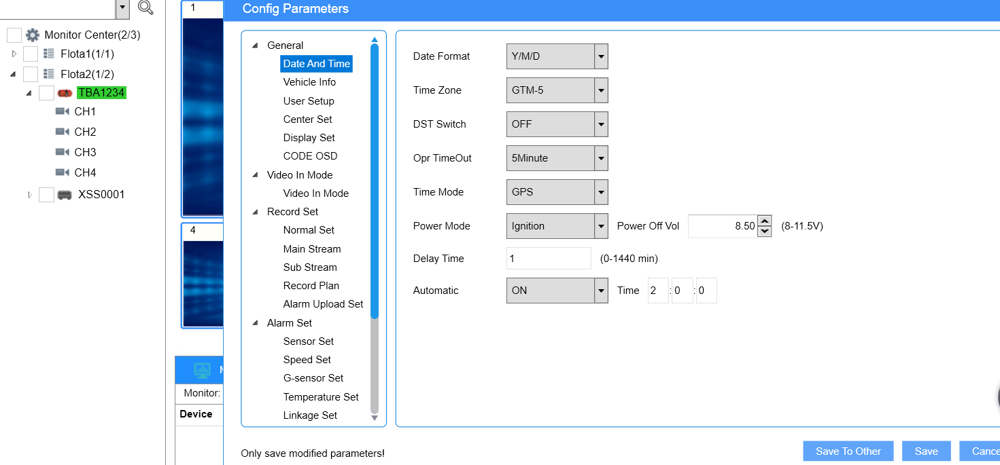 Monitor Center(2/3)
Flota1(1/1)
Flota2(1/2)
TBA1234
CH1
CH2
CH3
CH4
XSS0001
1
4
Monitor:
Device
Config Parameters
General
Date And Time
Vehicle Info
User Setup
Center Set
Display Set
CODE OSD
Video In Mode
Video In Mode
Record Set
Normal Set
Main Stream
Sub Stream
Record Plan
Alarm Upload Set
Alarm Set
Sensor Set
Speed Set
G-sensor Set
Temperature Set
Linkage Set
Date Format Y/M/D
Time Zone GTM-5
DST Switch OFF
Opr TimeOut 5Minute
Time Mode GPS
Power Mode Ignition Power Off Vol 8.50 (8-11.5V)
Delay Time 1 (0-1440 min)
Automatic ON Time 2 : 0 : 0
Only save modified parameters!
Save To Other Save Cance